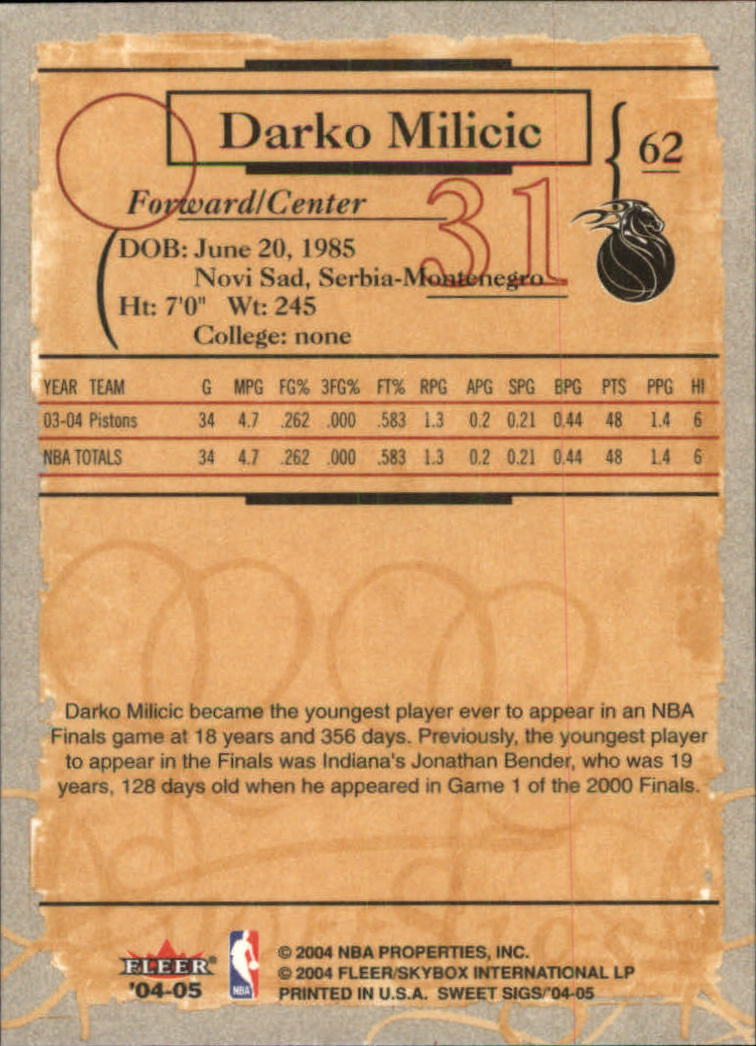 Darko Milicic
62
Forward/Center
31
DOB: June 20, 1985
Novi Sad, Serbia-Montenegro
Ht: 7'0" Wt: 245
College: none
YEAR TEAM G MPG FG% 3FG% FT% RPG APG SPG BPG PTS PPG HI
03-04 Pistons 34 4.7 .262 .000 .583 1.3 0.2 0.21 0.44 48 1.4 6
NBA TOTALS 34 4.7 .262 .000 .583 1.3 0.2 0.21 0.44 48 1.4 6
Darko Milicic became the youngest player ever to appear in an NBA
Finals game at 18 years and 356 days. Previously, the youngest player
to appear in the Finals was Indiana's Jonathan Bender, who was 19
years, 128 days old when he appeared in Game 1 of the 2000 Finals.
FLEER®
'04-05
NBA
© 2004 NBA PROPERTIES, INC.
© 2004 FLEER/SKYBOX INTERNATIONAL LP
PRINTED IN U.S.A. SWEET SIGS/'04-05